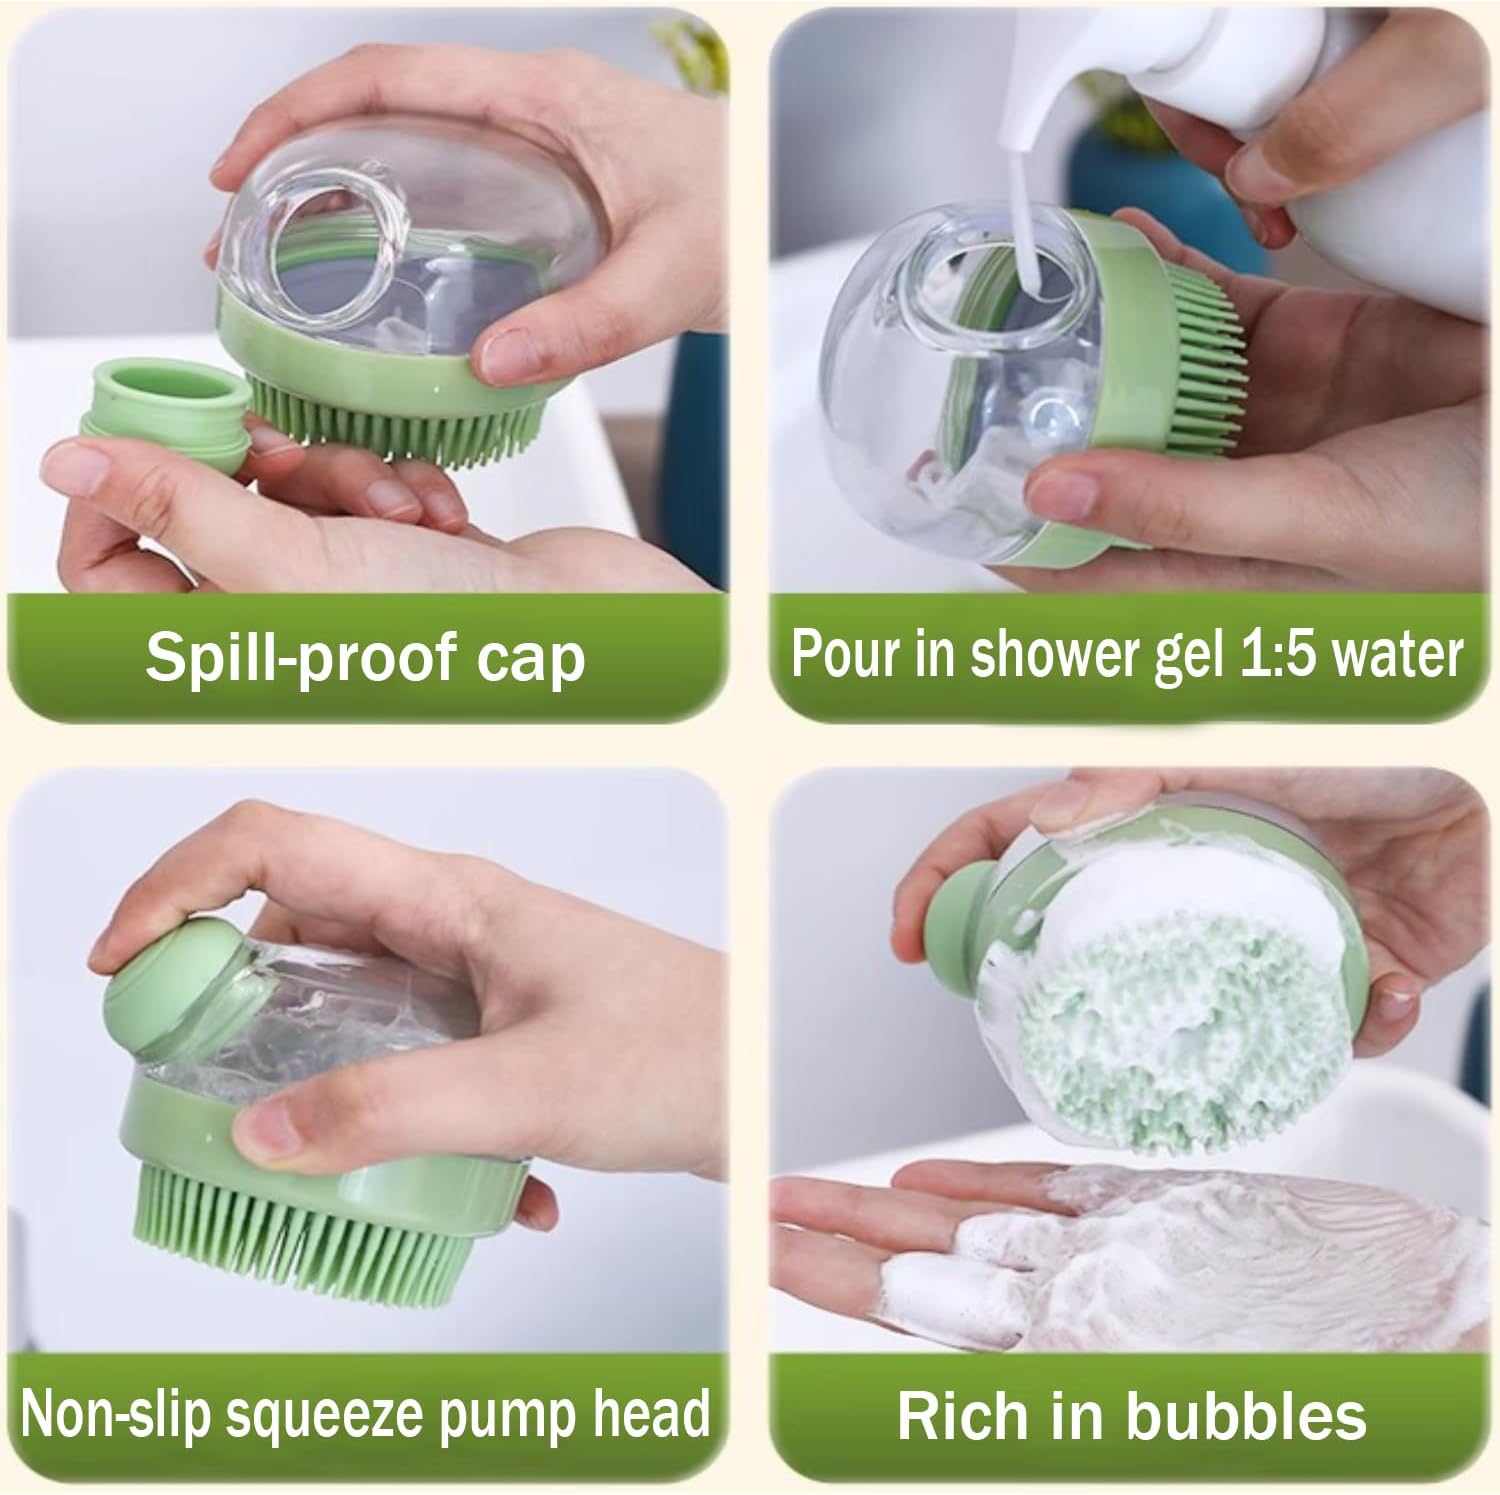 Spill-proof cap
Pour in shower gel 1:5 water
Non-slip squeeze pump head
Rich in bubbles